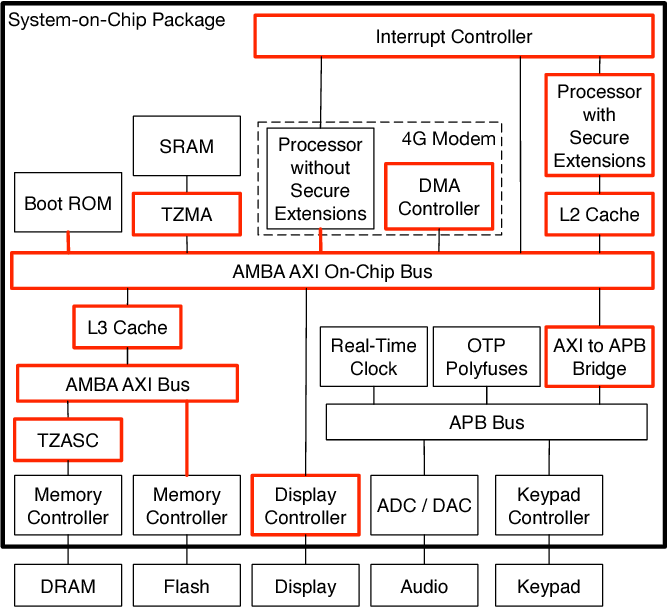 System-on-Chip Package
Interrupt Controller
Processor
with
Secure
Extensions
4G Modem
Processor
without
Secure
Extensions
DMA
Controller
SRAM
Boot ROM
TZMA
L2 Cache
AMBA AXI On-Chip Bus
L3 Cache
Real-Time
Clock
OTP
Polyfuses
AXI to APB
Bridge
AMBA AXI Bus
APB Bus
TZASC
Memory
Controller
Memory
Controller
Display
Controller
ADC / DAC
Keypad
Controller
DRAM
Flash
Display
Audio
Keypad